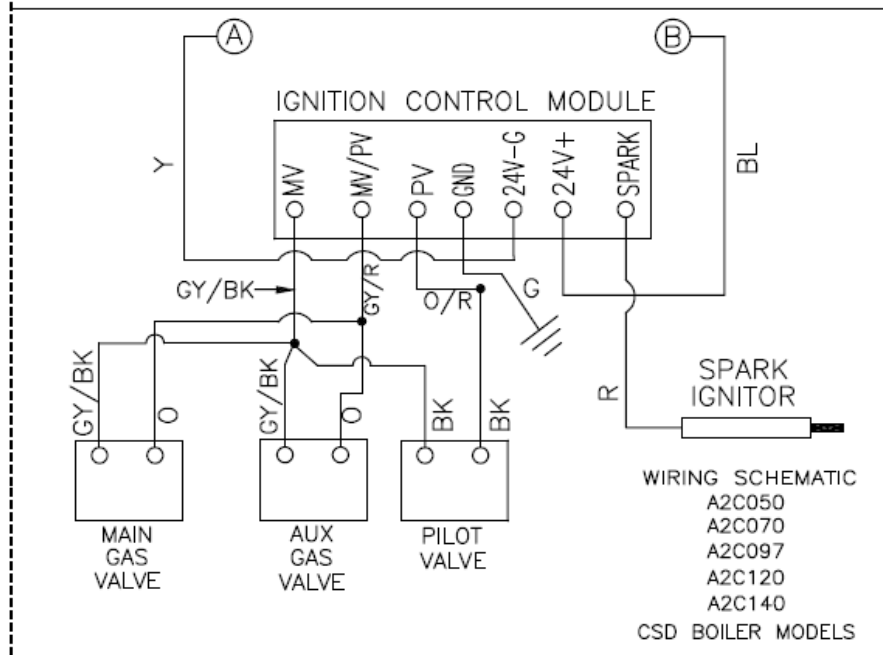 A
B
IGNITION CONTROL MODULE
MV
MV/PV
PV
GND
24V-G
24V+
SPARK
Y
BL
GY/BK
GY/R
O/R
G
GY/BK
O
GY/BK
O
BK
BK
R
SPARK
IGNITOR
MAIN
GAS
VALVE
AUX
GAS
VALVE
PILOT
VALVE
WIRING SCHEMATIC
A2C050
A2C070
A2C097
A2C120
A2C140
CSD BOILER MODELS